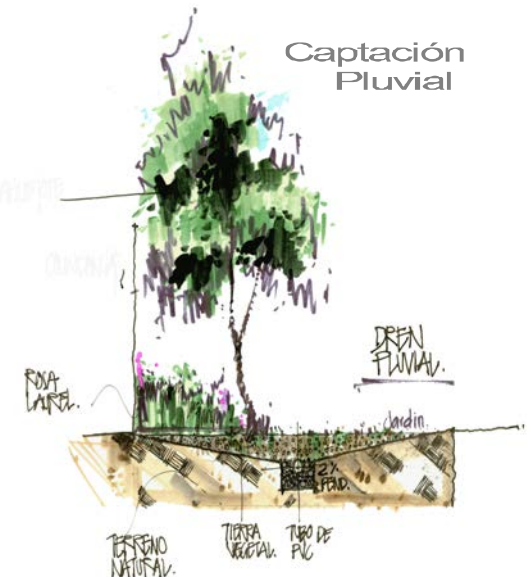 Captación
Pluvial
DREN
PLUVIAL.
ROSA
LAUREL.
Jardin
2%
PEND.
TERRENO
NATURAL.
TIERRA
VEGETAL.
TUBO DE
PVC